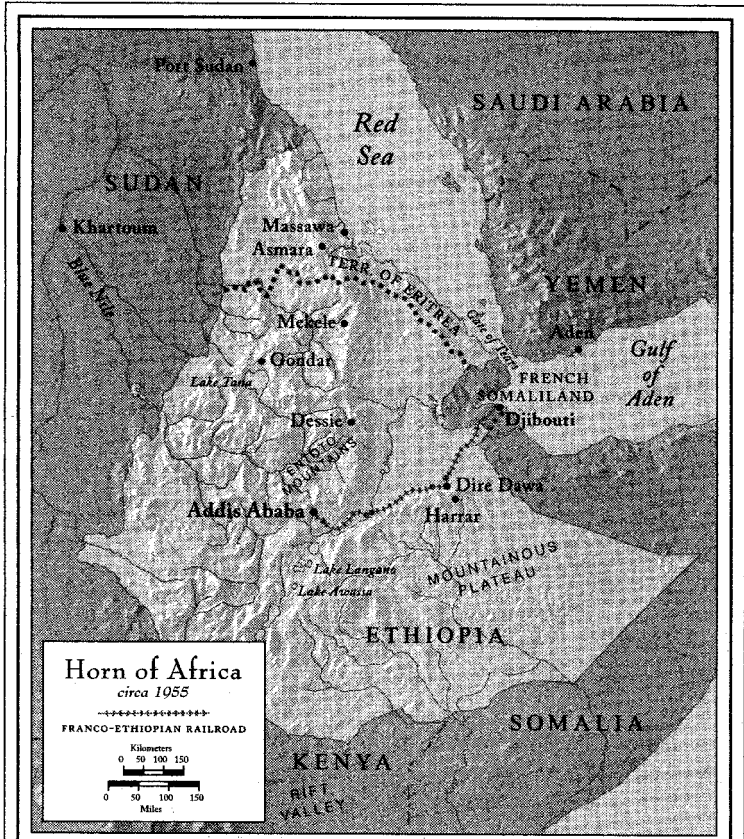 Port Sudan
SAUDI ARABIA
Red
Sea
SUDAN
Khartoum
Massawa
Asmara
TERR. OF ERITREA
Blue Nile
YEMEN
Mekele
Gate of Tears
Aden
Gulf
of
Aden
Gondar
Lake Tana
FRENCH
SOMALILAND
Djibouti
Dessie
ENTOTO
MOUNTAINS
Dire Dawa
Addis Ababa
Harrar
MOUNTAINOUS
PLATEAU
Lake Langano
Lake Awassa
ETHIOPIA
Horn of Africa
circa 1955
FRANCO-ETHIOPIAN RAILROAD
Kilometers
0 50 100 150
0 50 100 150
Miles
SOMALIA
KENYA
RIFT
VALLEY